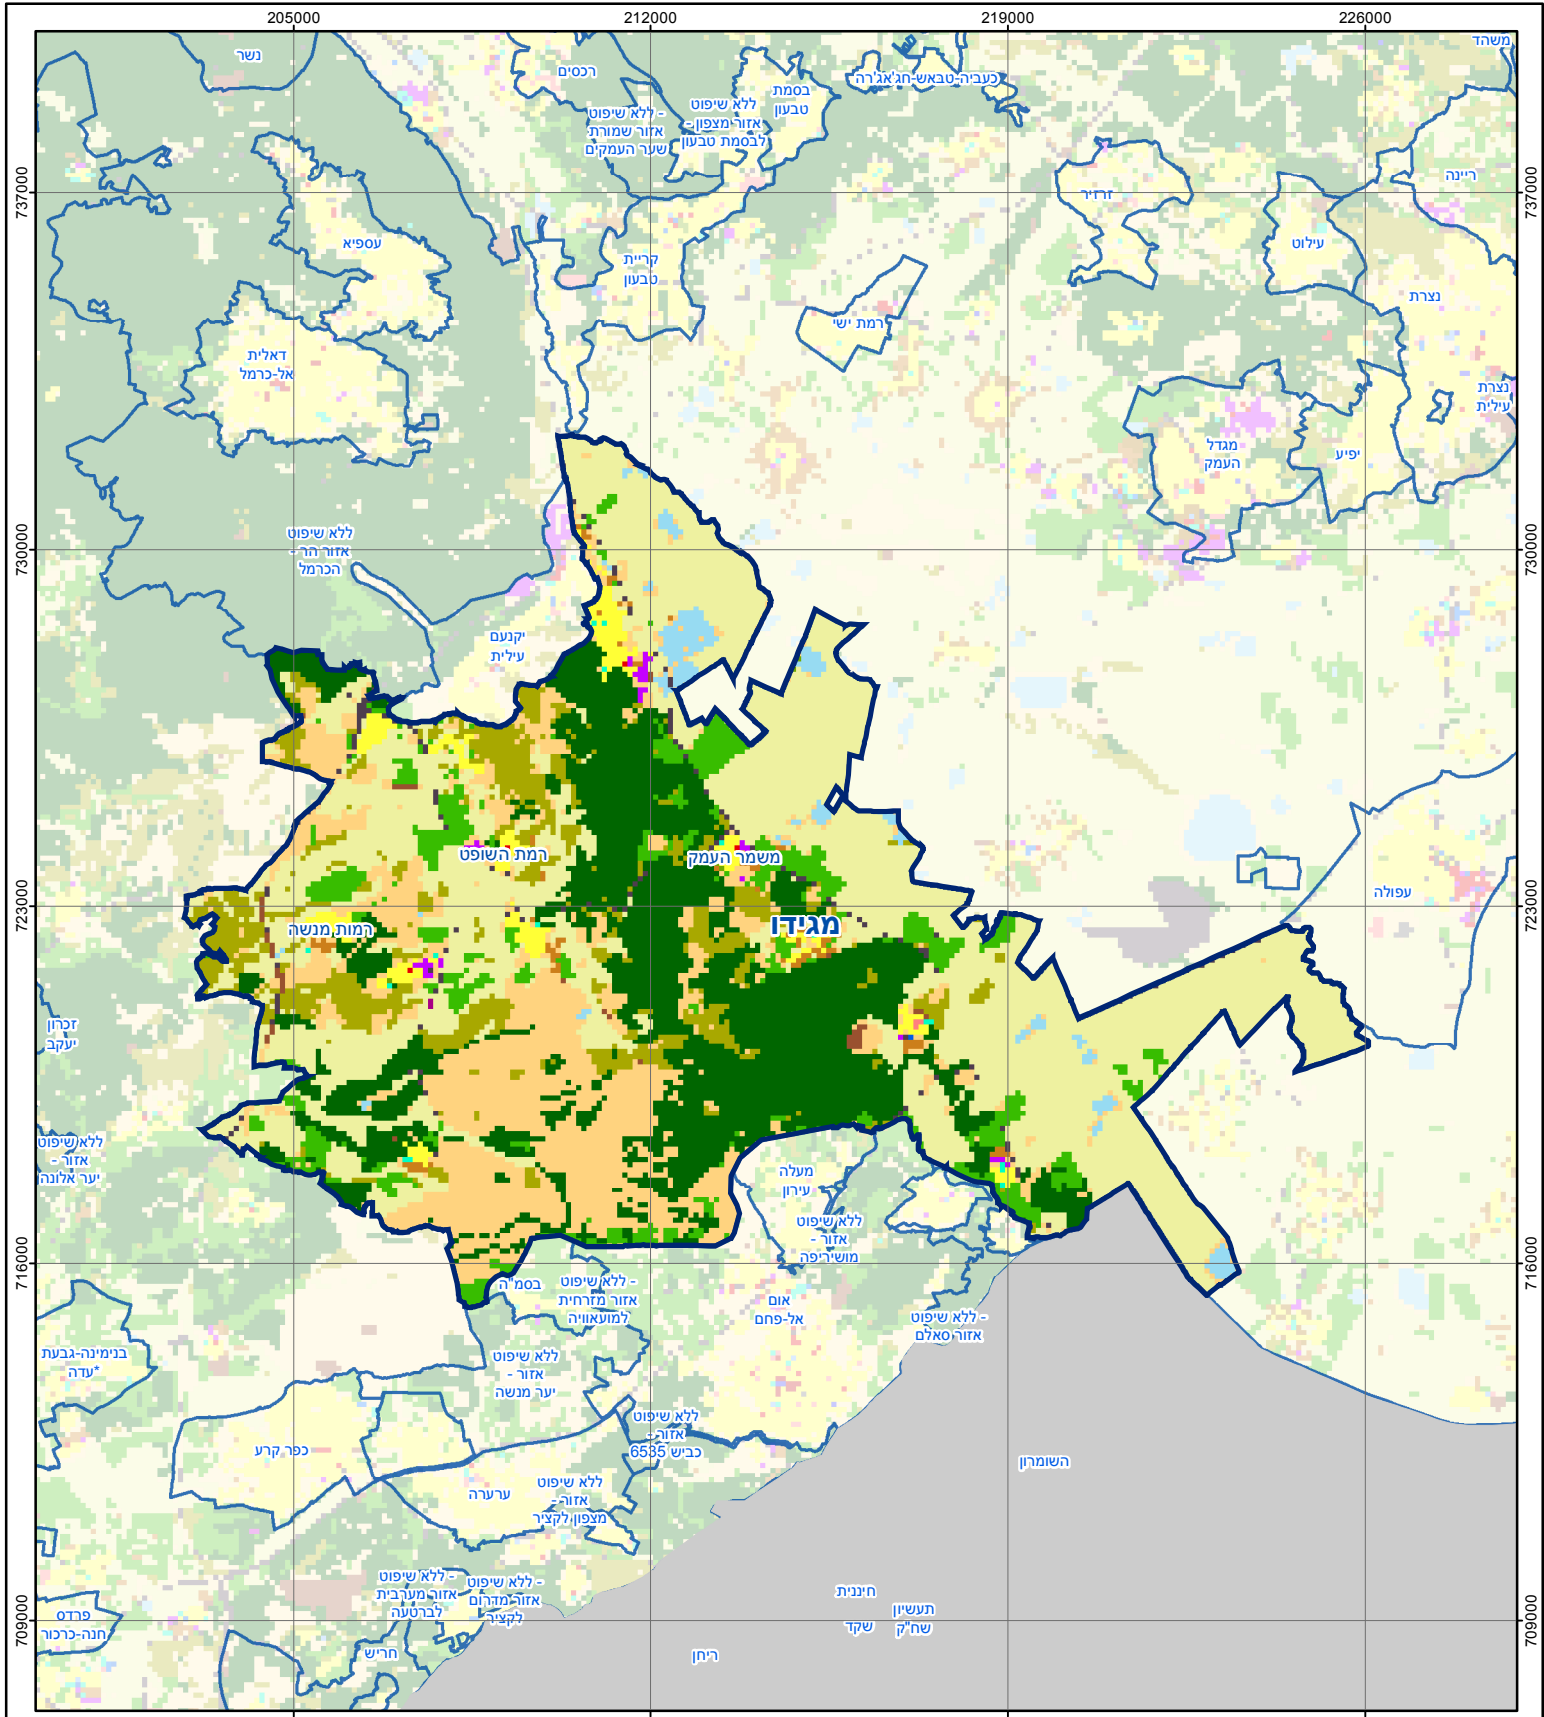 205000
212000
219000
226000
משהד
נשר
רכסים
כעביה-טבאש-חג'אג'רה
בסמת
טבעון
ללא שיפוט
אזור מצפון -
לבסמת טבעון
ללא שיפוט -
אזור שמורת
שער העמקים
737000
737000
ריינה
זרזיר
עילוט
עספיא
קריית
טבעון
נצרת
רמת ישי
דאלית
אל-כרמל
נצרת
עילית
מגדל
העמק
יפיע
ללא שיפוט
אזור הר -
הכרמל
730000
730000
יקנעם
עילית
רמת השופט
משמר העמק
עפולה
723000
723000
מגידו
רמות מנשה
זכרון
יעקב
ללא שיפוט
אזור -
יער אלונה
מעלה
עירון
ללא שיפוט
אזור -
מושיריפה
716000
716000
בסמ"ה
ללא שיפוט -
אזור מזרחית
למועאוויה
אום
אל-פחם
ללא שיפוט -
אזור סאלם
בנימינה-גבעת
עדה*
ללא שיפוט
אזור -
יער מנשה
ללא שיפוט
אזור -
כביש 6535
כפר קרע
השומרון
ערערה
ללא שיפוט
אזור -
מצפון לקציר
ללא שיפוט -
אזור מערבית
לברטעה
ללא שיפוט -
אזור מדרום
לקציר
חיננית
תעשיון
שח"ק
שקד
709000
709000
פרדס
חנה-כרכור
חריש
ריחן